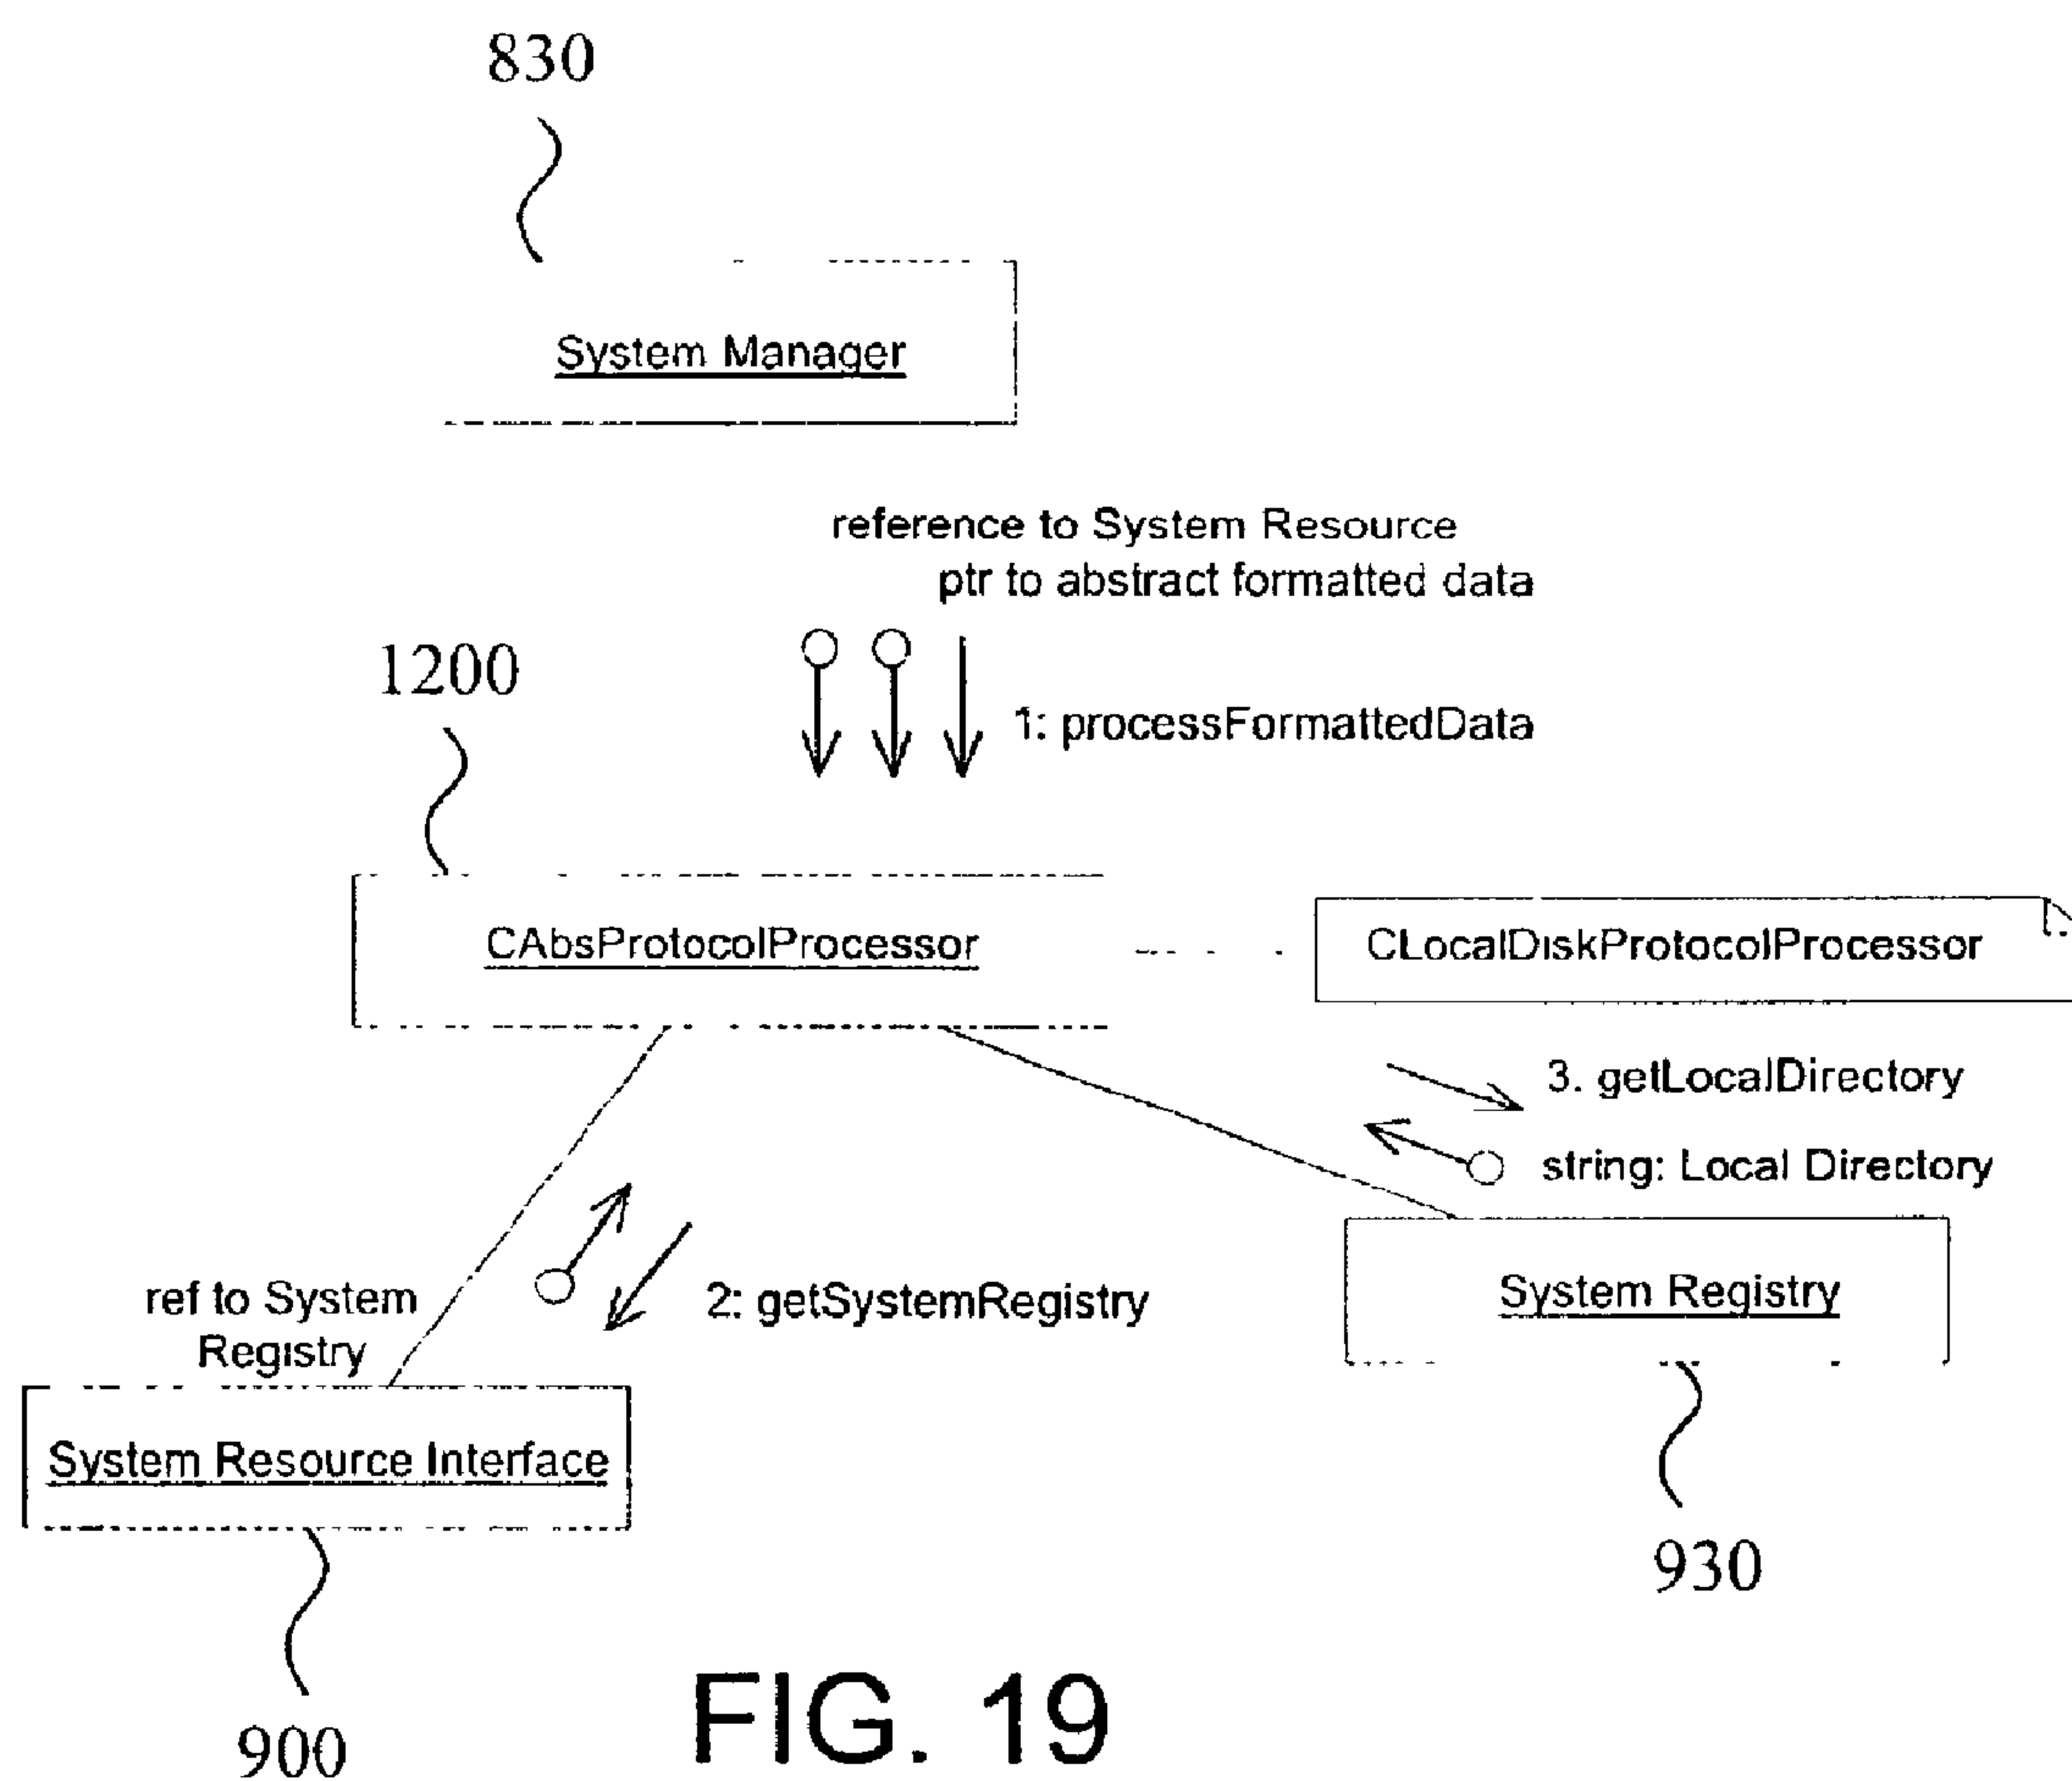 830
System Manager
reference to System Resource
ptr to abstract formatted data
1200
1: processFormattedData
CAbsProtocolProcessor
CLocalDiskProtocolProcessor
3. getLocalDirectory
string: Local Directory
ref to System
Registry
2: getSystemRegistry
System Registry
System Resource Interface
930
900
FIG. 19